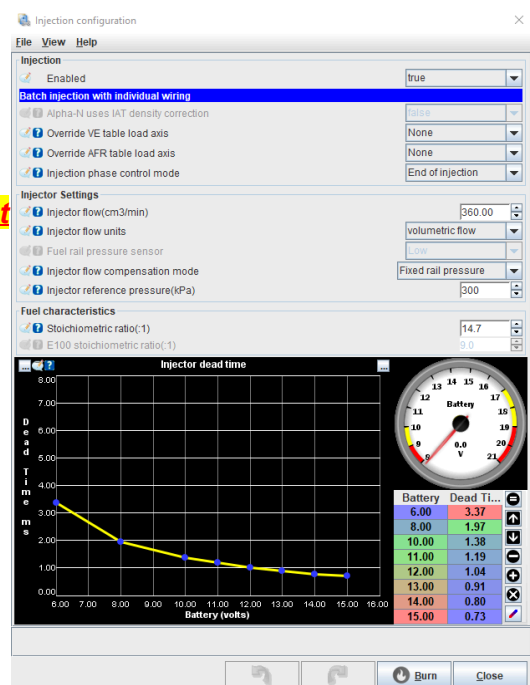 Injection configuration
File View Help
Injection
Enabled true
Batch injection with individual wiring
Alpha-N uses IAT density correction false
Override VE table load axis None
Override AFR table load axis None
Injection phase control mode End of injection
t
Injector Settings
Injector flow(cm3/min) 360.00
Injector flow units volumetric flow
Fuel rail pressure sensor Low
Injector flow compensation mode Fixed rail pressure
Injector reference pressure(kPa) 300
Fuel characteristics
Stoichiometric ratio(:1) 14.7
E100 stoichiometric ratio(:1) 9.0
... ? Injector dead time ...
8.00
7.00
6.00
5.00
4.00
3.00
2.00
1.00
0.00
Dead Time ms
6.00 7.00 8.00 9.00 10.00 11.00 12.00 13.00 14.00 15.00 16.00
Battery (volts)
8 9 10 11 12 13 14 15 16 17 18 19 20 21
Battery
0.0
V
Battery Dead Ti...
6.00 3.37
8.00 1.97
10.00 1.38
11.00 1.19
12.00 1.04
13.00 0.91
14.00 0.80
15.00 0.73
Burn Close